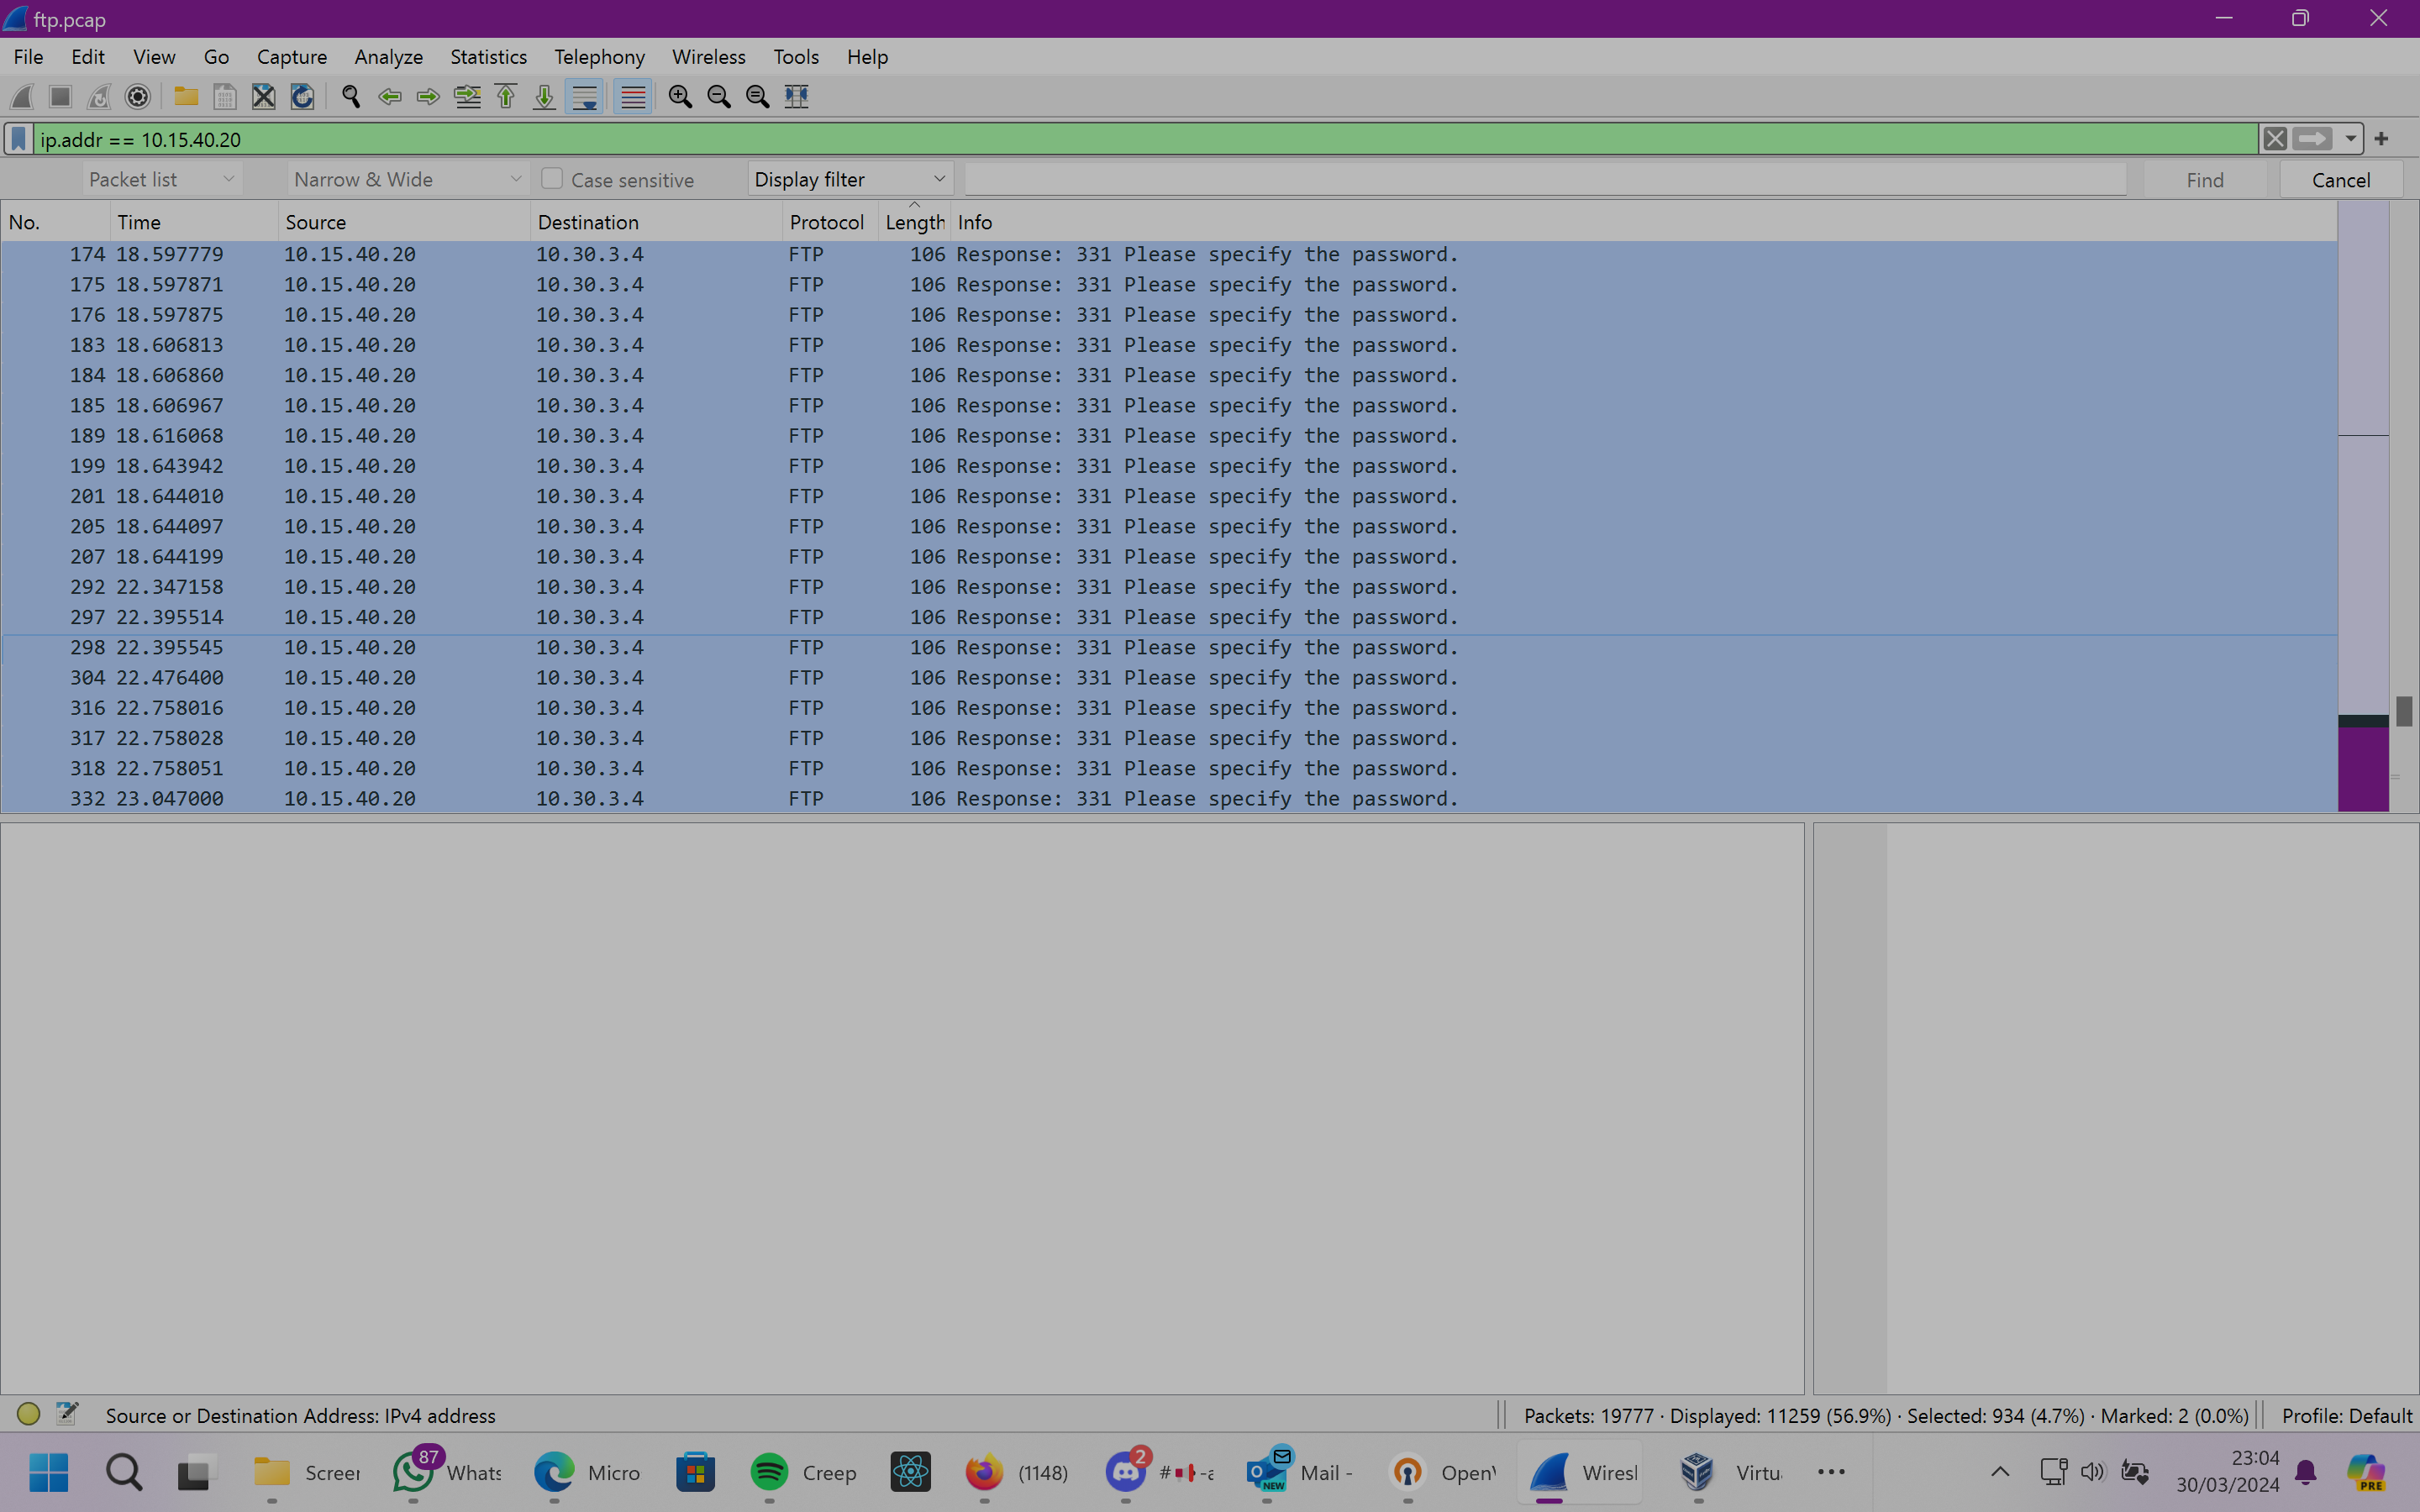 ftp.pcap
File Edit View Go Capture Analyze Statistics Telephony Wireless Tools Help
ip.addr == 10.15.40.20
Packet list Narrow & Wide Case sensitive Display filter Find Cancel
No. Time Source Destination Protocol Length Info
174 18.597779 10.15.40.20 10.30.3.4 FTP 106 Response: 331 Please specify the password.
175 18.597871 10.15.40.20 10.30.3.4 FTP 106 Response: 331 Please specify the password.
176 18.597875 10.15.40.20 10.30.3.4 FTP 106 Response: 331 Please specify the password.
183 18.606813 10.15.40.20 10.30.3.4 FTP 106 Response: 331 Please specify the password.
184 18.606860 10.15.40.20 10.30.3.4 FTP 106 Response: 331 Please specify the password.
185 18.606967 10.15.40.20 10.30.3.4 FTP 106 Response: 331 Please specify the password.
189 18.616068 10.15.40.20 10.30.3.4 FTP 106 Response: 331 Please specify the password.
199 18.643942 10.15.40.20 10.30.3.4 FTP 106 Response: 331 Please specify the password.
201 18.644010 10.15.40.20 10.30.3.4 FTP 106 Response: 331 Please specify the password.
205 18.644097 10.15.40.20 10.30.3.4 FTP 106 Response: 331 Please specify the password.
207 18.644199 10.15.40.20 10.30.3.4 FTP 106 Response: 331 Please specify the password.
292 22.347158 10.15.40.20 10.30.3.4 FTP 106 Response: 331 Please specify the password.
297 22.395514 10.15.40.20 10.30.3.4 FTP 106 Response: 331 Please specify the password.
298 22.395545 10.15.40.20 10.30.3.4 FTP 106 Response: 331 Please specify the password.
304 22.476400 10.15.40.20 10.30.3.4 FTP 106 Response: 331 Please specify the password.
316 22.758016 10.15.40.20 10.30.3.4 FTP 106 Response: 331 Please specify the password.
317 22.758028 10.15.40.20 10.30.3.4 FTP 106 Response: 331 Please specify the password.
318 22.758051 10.15.40.20 10.30.3.4 FTP 106 Response: 331 Please specify the password.
332 23.047000 10.15.40.20 10.30.3.4 FTP 106 Response: 331 Please specify the password.
Source or Destination Address: IPv4 address Packets: 19777 · Displayed: 11259 (56.9%) · Selected: 934 (4.7%) · Marked: 2 (0.0%) Profile: Default
Screer 87 Whats Micro Creep (1148) 2 #-a NEW Mail - Open Wiresl Virtu 23:04 PRE
30/03/2024